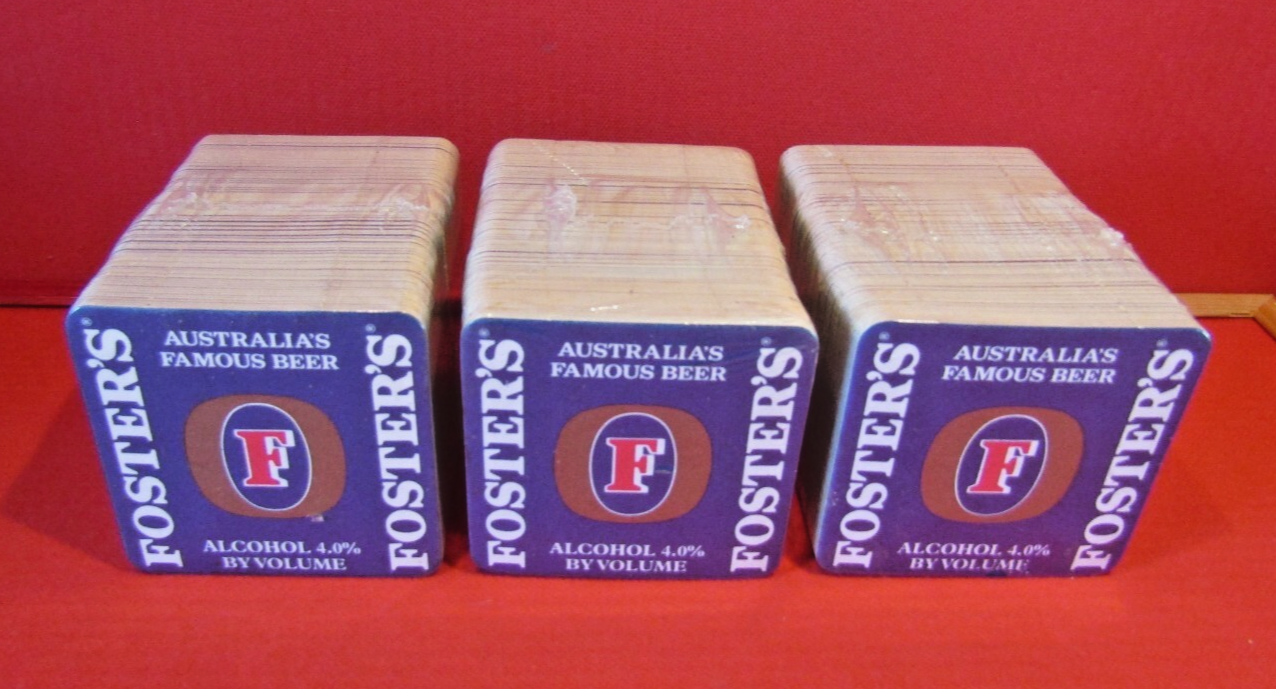 FOSTER'S®
AUSTRALIA'S
FAMOUS BEER
F
ALCOHOL 4.0%
BY VOLUME
FOSTER'S®
FOSTER'S®
AUSTRALIA'S
FAMOUS BEER
F
ALCOHOL 4.0%
BY VOLUME
FOSTER'S®
FOSTER'S®
AUSTRALIA'S
FAMOUS BEER
F
ALCOHOL 4.0%
BY VOLUME
FOSTER'S®